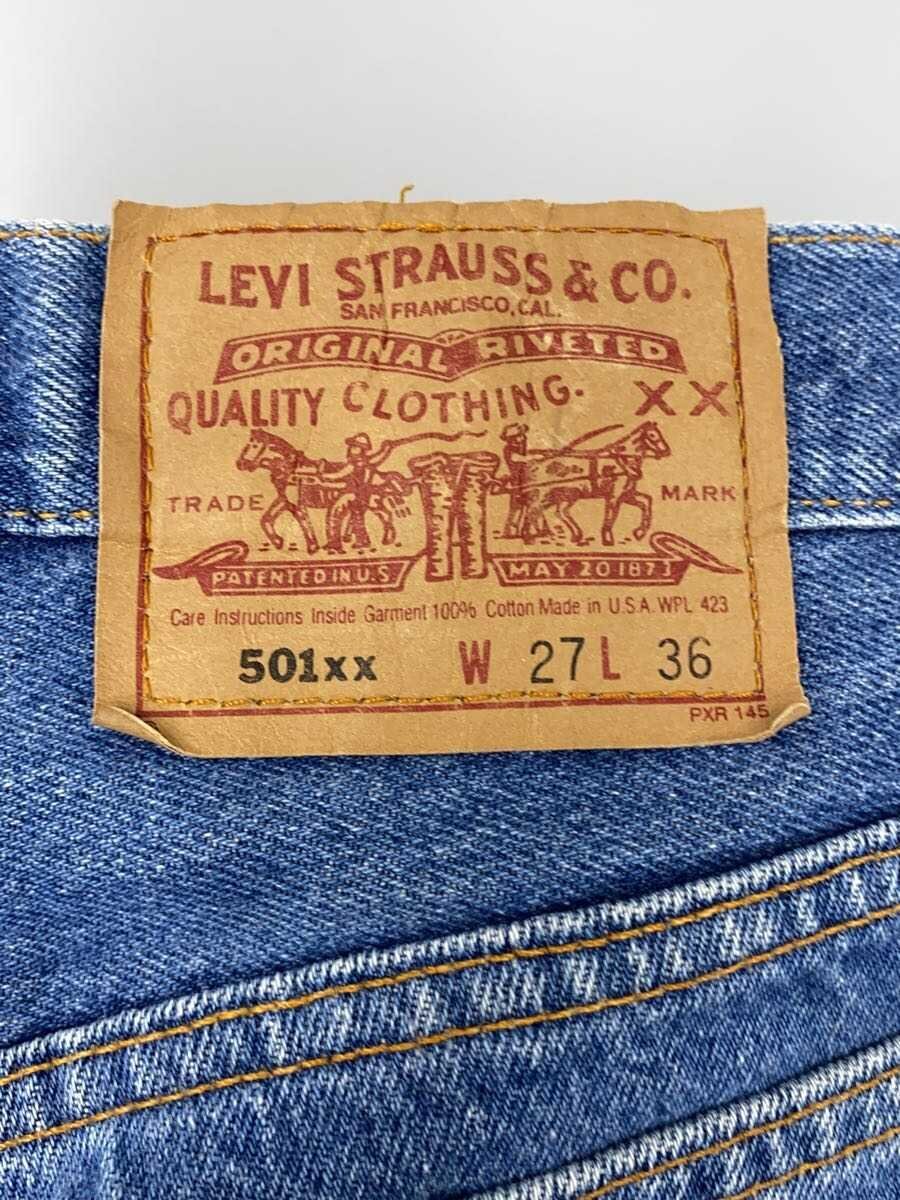 LEVI STRAUSS & CO.
SAN FRANCISCO, CAL.
ORIGINAL RIVETED
QUALITY CLOTHING. XX
TRADE MARK
PATENTED IN U.S. MAY 20 1873
Care Instructions Inside Garment 100% Cotton Made in U.S.A. WPL 423
501xx W 27 L 36
PXR 145